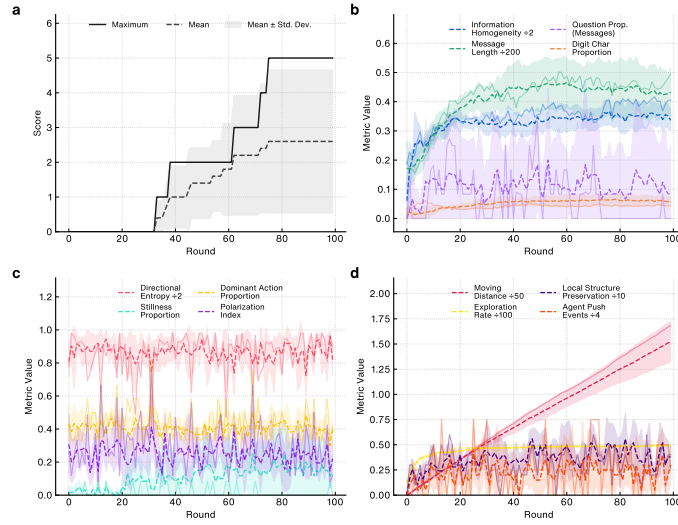 a
Maximum Mean Mean ± Std. Dev.
6
5
4
3
2
1
0
Score
0 20 40 60 80 100
Round
b
Information Homogeneity ÷2
Message Length ÷200
Question Prop. (Messages)
Digit Char Proportion
0.6
0.5
0.4
0.3
0.2
0.1
0.0
Metric Value
0 20 40 60 80 100
Round
c
Directional Entropy ÷2
Stillness Proportion
Dominant Action Proportion
Polarization Index
1.2
1.0
0.8
0.6
0.4
0.2
0.0
Metric Value
0 20 40 60 80 100
Round
d
Moving Distance ÷50
Exploration Rate ÷100
Local Structure Preservation ÷10
Agent Push Events ÷4
2.00
1.75
1.50
1.25
1.00
0.75
0.50
0.25
0.00
Metric Value
0 20 40 60 80 100
Round